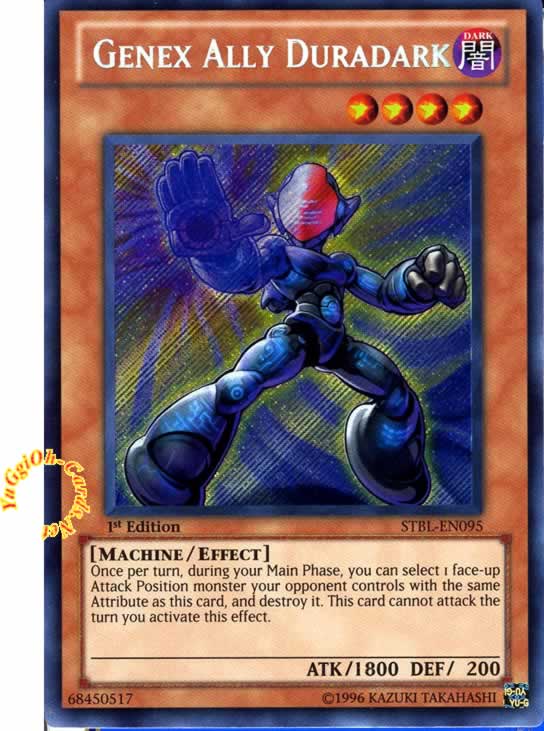 GENEX ALLY DURADARK
DARK
闇
YuGgiOh-Cards.Net
1st Edition
STBL-EN095
[MACHINE/EFFECT]
Once per turn, during your Main Phase, you can select 1 face-up
Attack Position monster your opponent controls with the same
Attribute as this card, and destroy it. This card cannot attack the
turn you activate this effect.
ATK/1800 DEF/ 200
68450517
©1996 KAZUKI TAKAHASHI